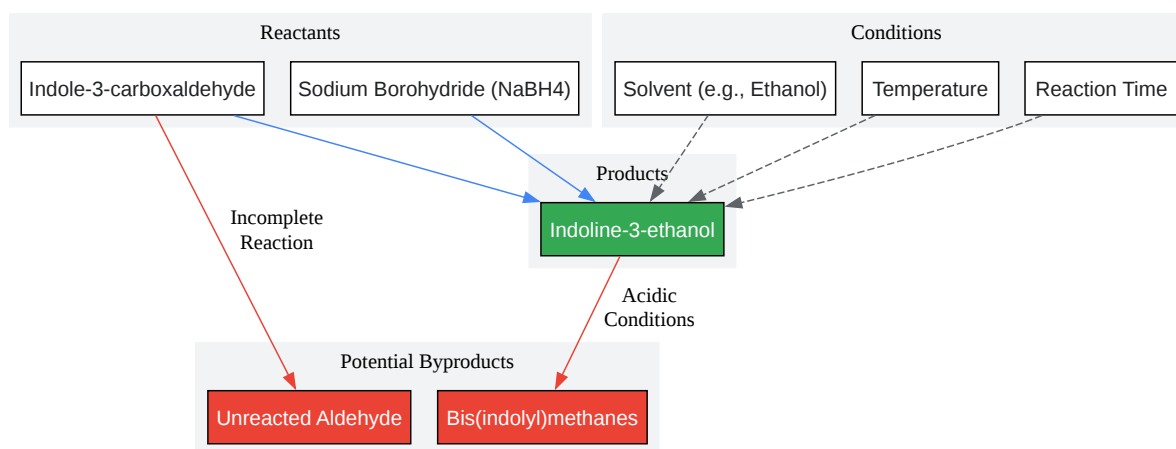 Reactants
Conditions
Indole-3-carboxaldehyde
Sodium Borohydride (NaBH4)
Solvent (e.g., Ethanol)
Temperature
Reaction Time
Products
Indoline-3-ethanol
Incomplete
Reaction
Acidic
Conditions
Potential Byproducts
Unreacted Aldehyde
Bis(indolyl)methanes